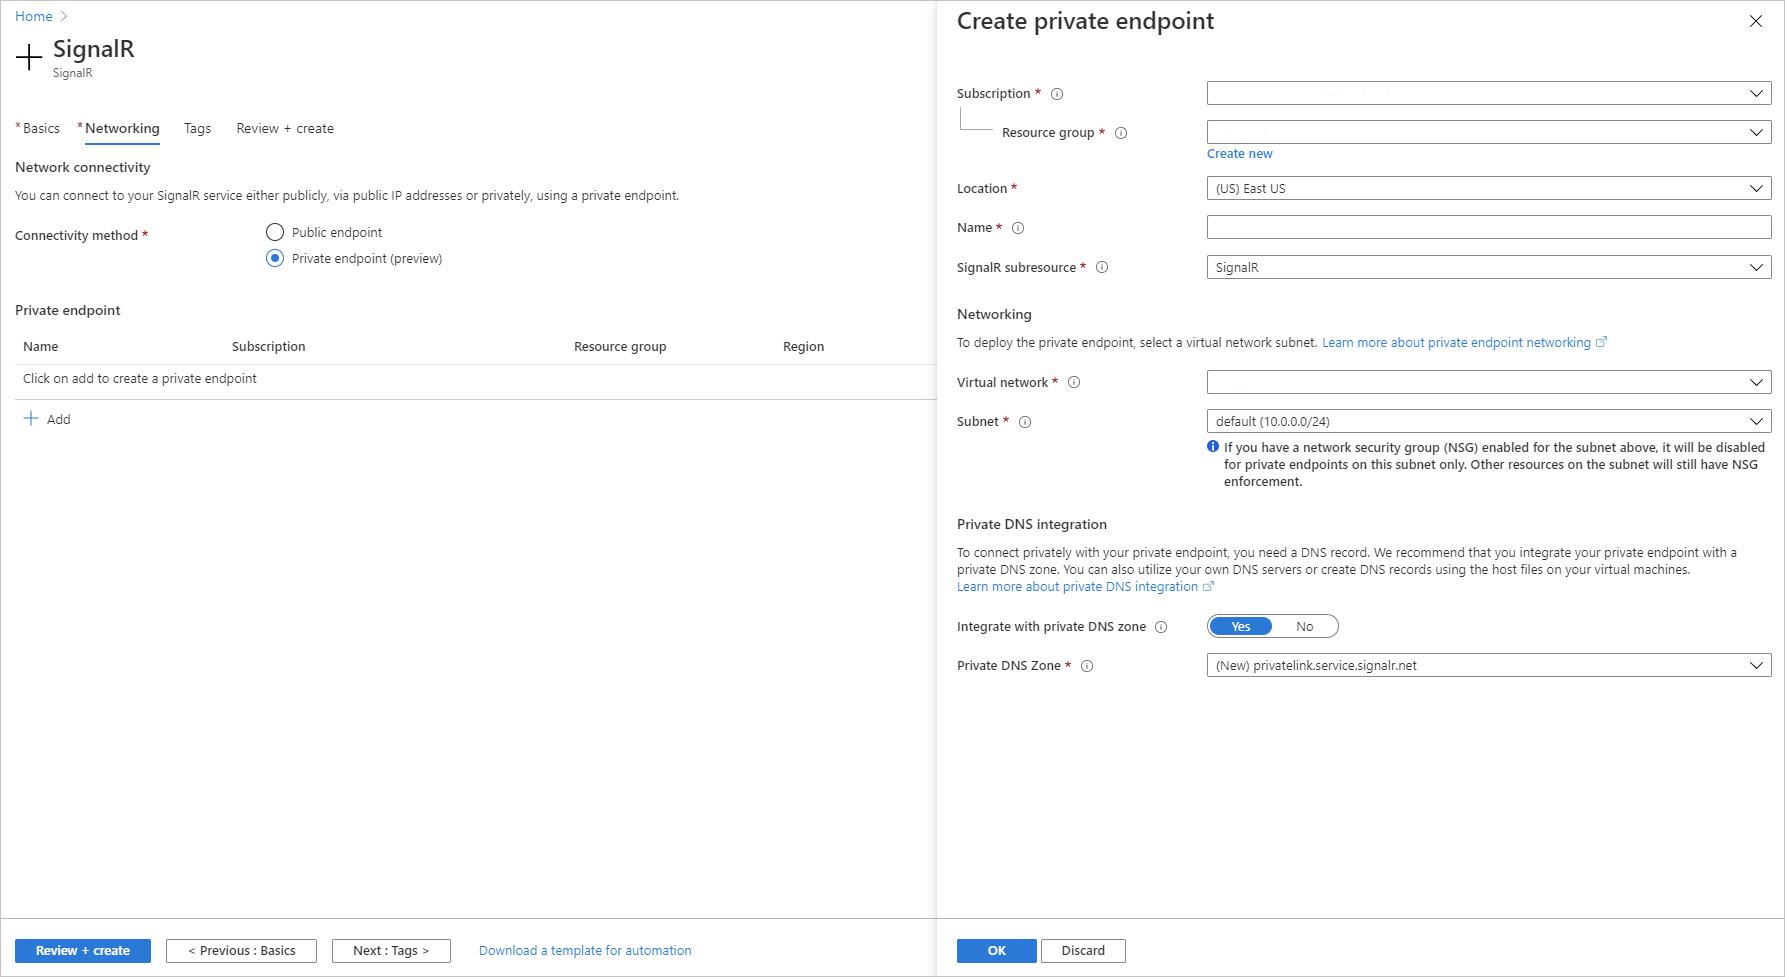 Home
SignalR
SignalR
* Basics * Networking Tags Review + create
Network connectivity
You can connect to your SignalR service either publicly, via public IP addresses or privately, using a private endpoint.
Connectivity method *
Public endpoint
Private endpoint (preview)
Private endpoint
Name Subscription Resource group Region
Click on add to create a private endpoint
Add
Review + create < Previous : Basics Next : Tags > Download a template for automation
Create private endpoint
Subscription *
Resource group *
Create new
Location * (US) East US
Name *
SignalR subresource * SignalR
Networking
To deploy the private endpoint, select a virtual network subnet. Learn more about private endpoint networking
Virtual network *
Subnet * default (10.0.0.0/24)
If you have a network security group (NSG) enabled for the subnet above, it will be disabled
for private endpoints on this subnet only. Other resources on the subnet will still have NSG
enforcement.
Private DNS integration
To connect privately with your private endpoint, you need a DNS record. We recommend that you integrate your private endpoint with a
private DNS zone. You can also utilize your own DNS servers or create DNS records using the host files on your virtual machines.
Learn more about private DNS integration
Integrate with private DNS zone Yes No
Private DNS Zone * (New) privatelink.service.signalr.net
OK Discard